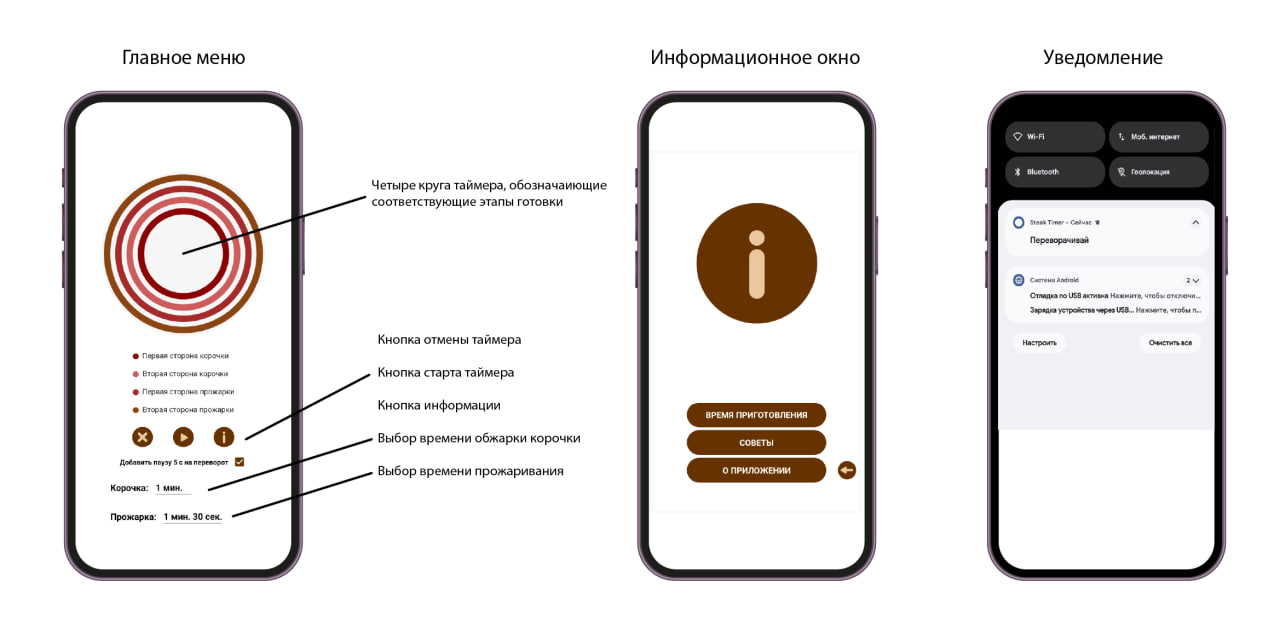 Главное меню
Четыре круга таймера, обозначаиющие
соответствующие этапы готовки
Первая сторона корочки
Вторая сторона корочки
Первая сторона прожарки
Вторая сторона прожарки
Добавить паузу 5 с на переворот
Корочка: 1 мин.
Прожарка: 1 мин. 30 сек.
Кнопка отмены таймера
Кнопка старта таймера
Кнопка информации
Выбор времени обжарки корочки
Выбор времени прожаривания
Информационное окно
ВРЕМЯ ПРИГОТОВЛЕНИЯ
СОВЕТЫ
О ПРИЛОЖЕНИИ
Уведомление
Wi-Fi
Моб. интернет
Bluetooth
Геолокация
Steak Timer • Сейчас
Переворачивай
Система Android
2
Отладка по USB активна Нажмите, чтобы отключи...
Зарядка устройства через USB... Нажмите, чтобы п...
Настроить
Очистить все